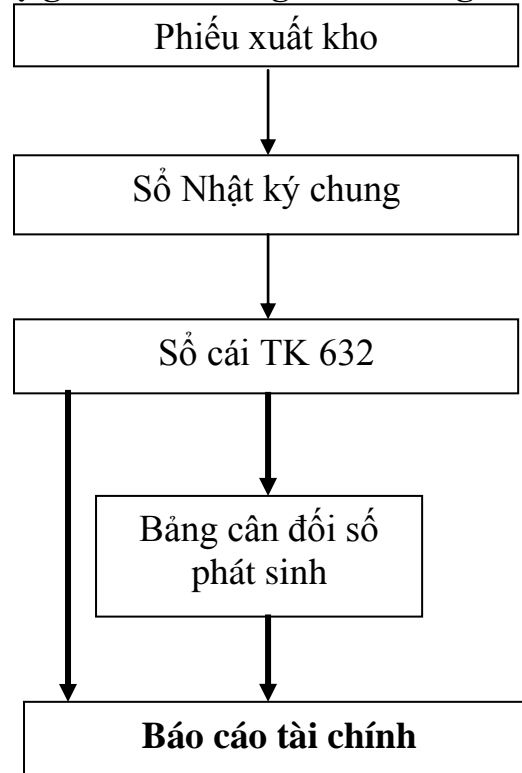 Phiếu xuất kho
Sổ Nhật ký chung
Sổ cái TK 632
Bảng cân đối số
phát sinh
Báo cáo tài chính